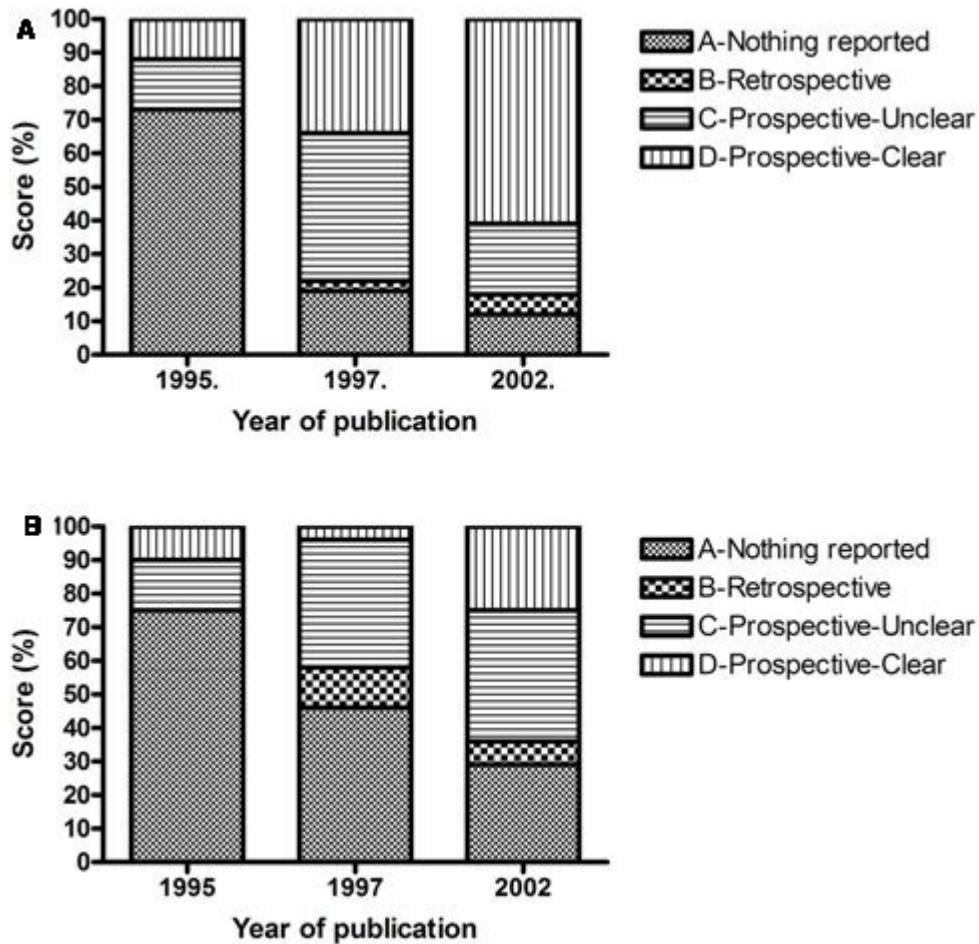 A
Score (%)
100
90
80
70
60
50
40
30
20
10
0
1995.
1997.
2002.
Year of publication
A-Nothing reported
B-Retrospective
C-Prospective-Unclear
D-Prospective-Clear
B
Score (%)
100
90
80
70
60
50
40
30
20
10
0
1995
1997
2002
Year of publication
A-Nothing reported
B-Retrospective
C-Prospective-Unclear
D-Prospective-Clear